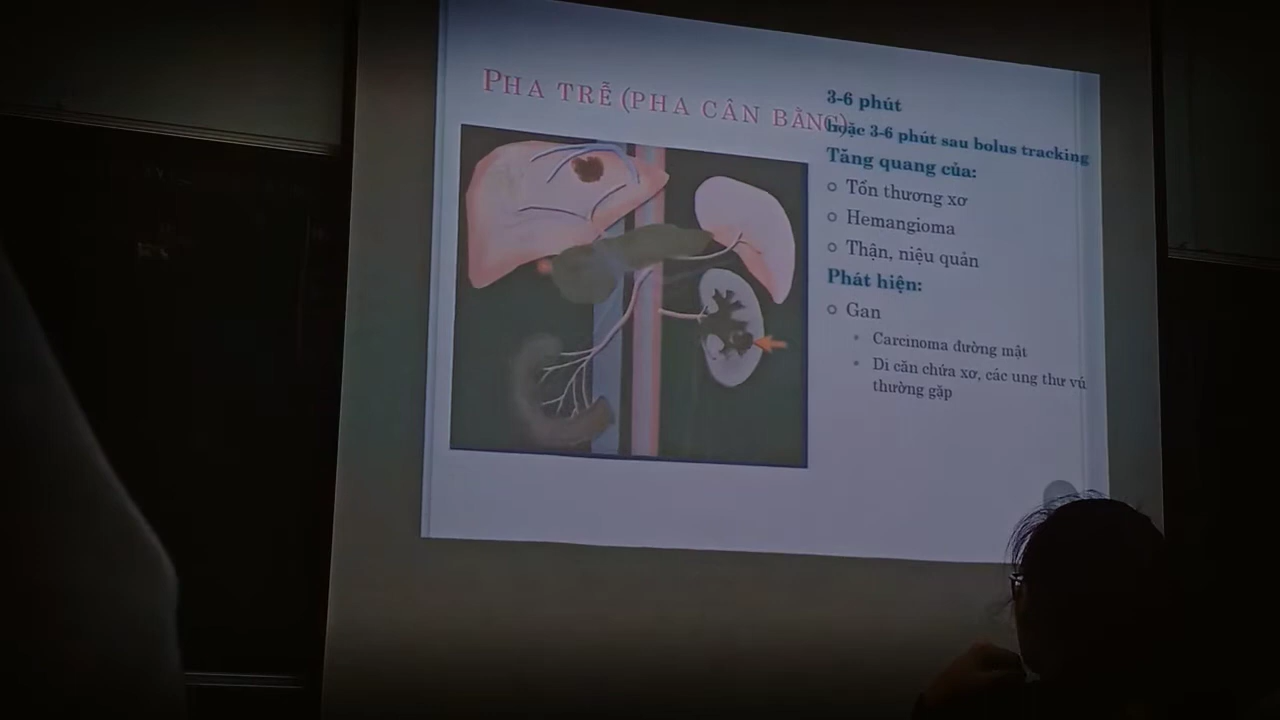 PHA TRỄ (PHA CÂN BẰNG)
3-6 phút
hoặc 3-6 phút sau bolus tracking
Tăng quang của:
Tổn thương xơ
Hemangioma
Thận, niệu quản
Phát hiện:
Gan
Carcinoma đường mật
Di căn chứa xơ, các ung thư vú
thường gặp